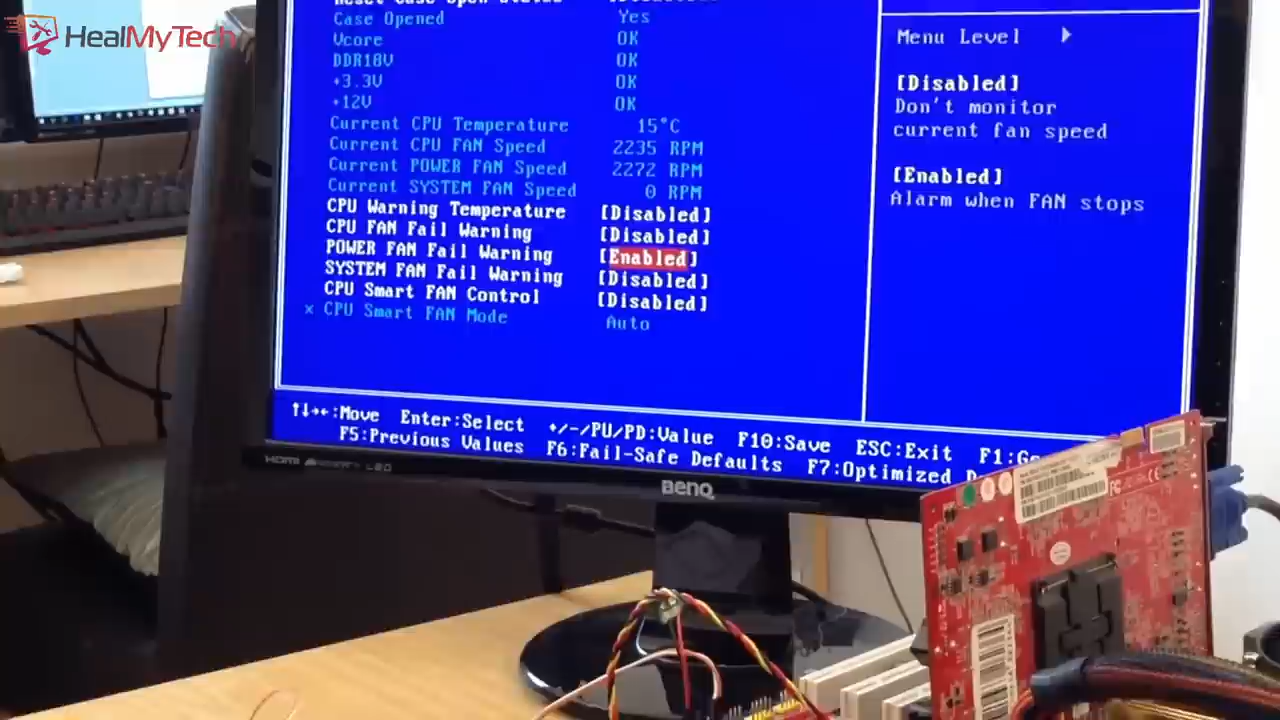 HealMyTech
Case Opened Yes
Vcore OK
DDR18V OK
+3.3V OK
+12V OK
Current CPU Temperature 15°C
Current CPU FAN Speed 2235 RPM
Current POWER FAN Speed 2272 RPM
Current SYSTEM FAN Speed 0 RPM
CPU Warning Temperature [Disabled]
CPU FAN Fail Warning [Disabled]
POWER FAN Fail Warning [Enabled]
SYSTEM FAN Fail Warning [Disabled]
CPU Smart FAN Control [Disabled]
x CPU Smart FAN Mode Auto
Menu Level ▶
[Disabled]
Don't monitor
current fan speed
[Enabled]
Alarm when FAN stops
↑↓→←:Move Enter:Select +/-/PU/PD:Value F10:Save ESC:Exit
F5:Previous Values F6:Fail-Safe Defaults F7:Optimized
HDMI
BenQ
FC CE